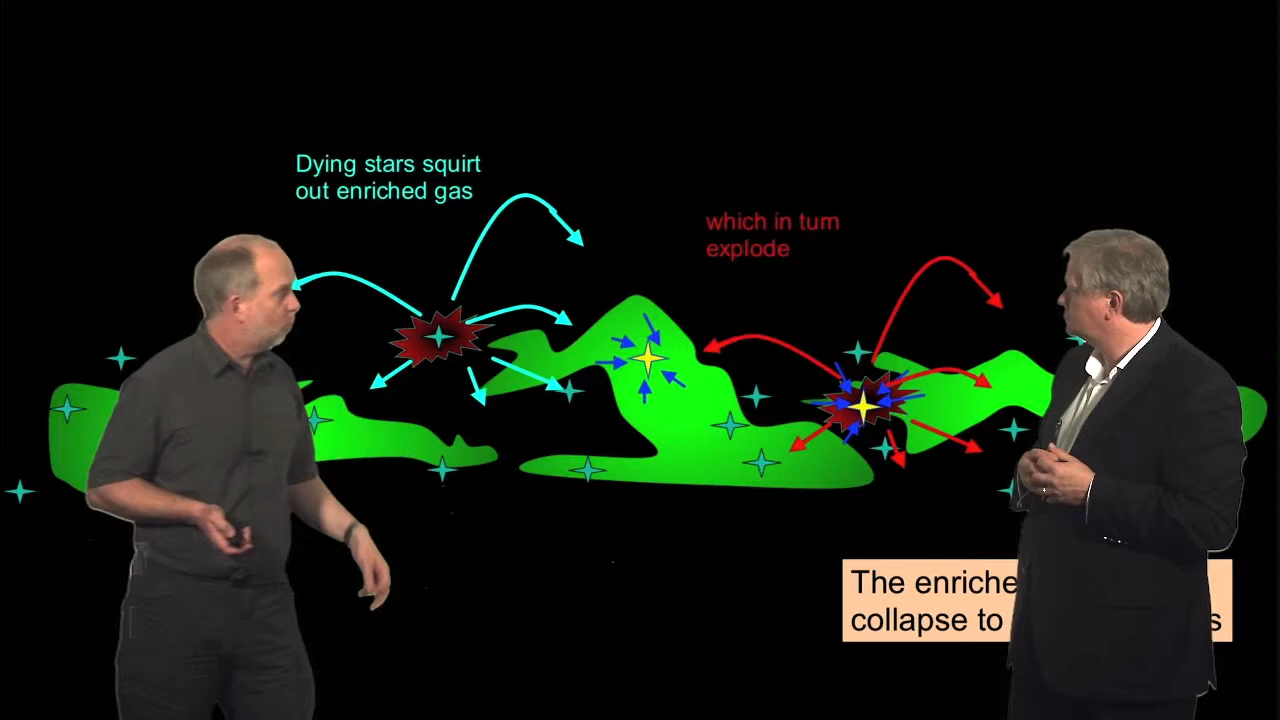 Dying stars squirt
out enriched gas
which in turn
explode
The enriche
collapse to